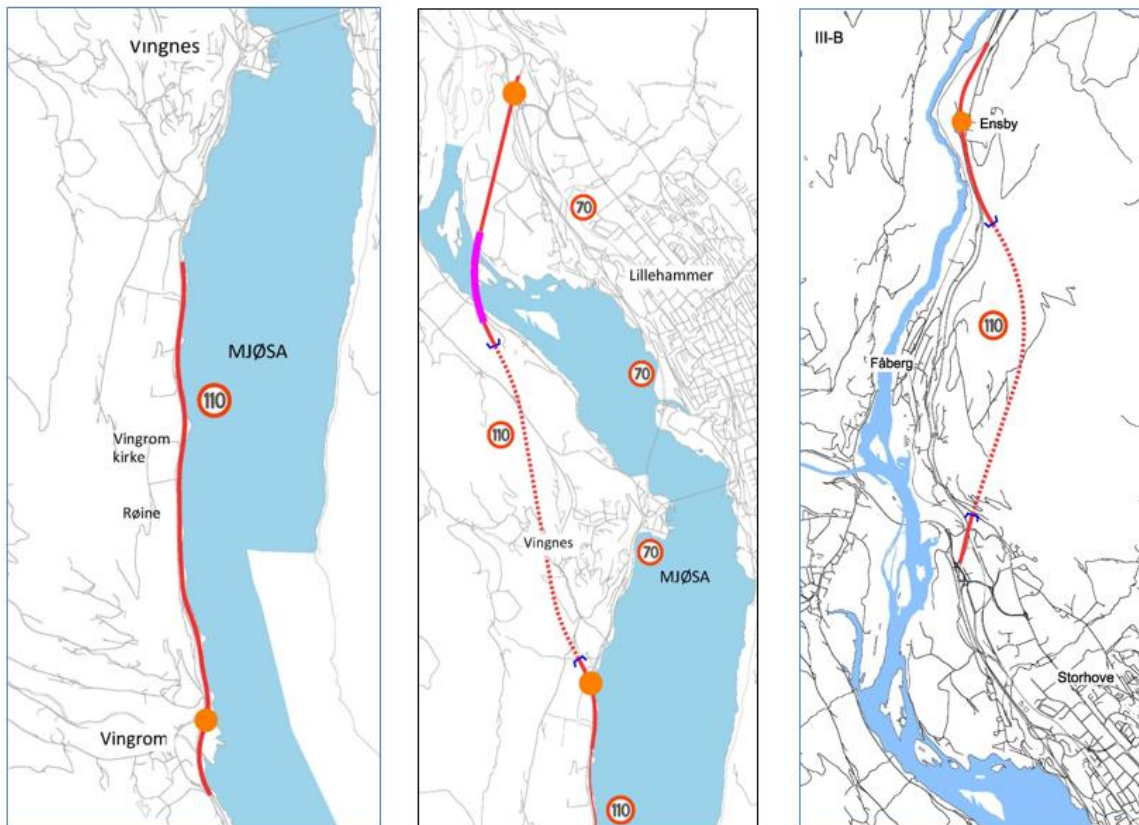 Vingnes
MJØSA
110
Vingrom
kirke
Røine
Vingrom
70
Lillehammer
70
110
Vingnes
70
MJØSA
110
III-B
Ensby
110
Fåberg
Storhove